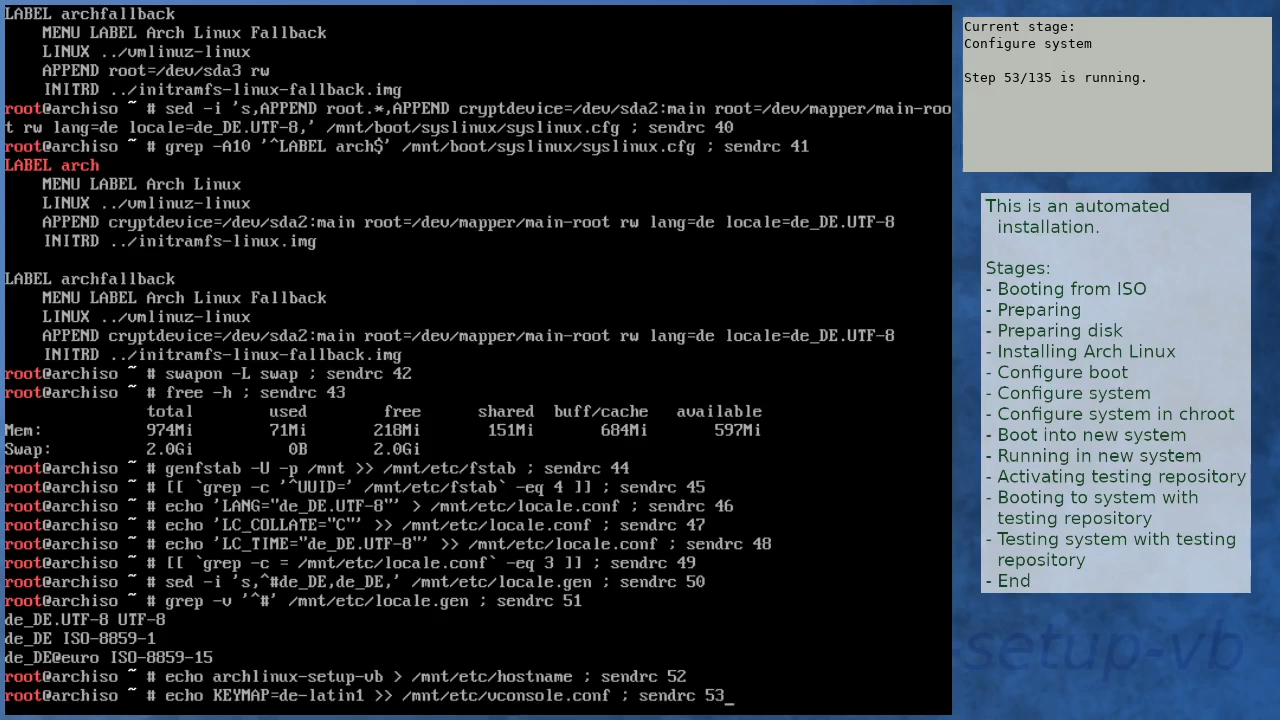 LABEL archfallback
    MENU LABEL Arch Linux Fallback
    LINUX ../vmlinuz-linux
    APPEND root=/dev/sda3 rw
    INITRD ../initramfs-linux-fallback.img
root@archiso ~ # sed -i 's,APPEND root.*,APPEND cryptdevice=/dev/sda2:main root=/dev/mapper/main-roo
t rw lang=de locale=de_DE.UTF-8,' /mnt/boot/syslinux/syslinux.cfg ; sendrc 40
root@archiso ~ # grep -A10 '^LABEL arch$' /mnt/boot/syslinux/syslinux.cfg ; sendrc 41
LABEL arch
    MENU LABEL Arch Linux
    LINUX ../vmlinuz-linux
    APPEND cryptdevice=/dev/sda2:main root=/dev/mapper/main-root rw lang=de locale=de_DE.UTF-8
    INITRD ../initramfs-linux.img

LABEL archfallback
    MENU LABEL Arch Linux Fallback
    LINUX ../vmlinuz-linux
    APPEND cryptdevice=/dev/sda2:main root=/dev/mapper/main-root rw lang=de locale=de_DE.UTF-8
    INITRD ../initramfs-linux-fallback.img
root@archiso ~ # swapon -L swap ; sendrc 42
root@archiso ~ # free -h ; sendrc 43
               total        used        free      shared  buff/cache   available
Mem:           974Mi        71Mi       218Mi       151Mi       684Mi       597Mi
Swap:          2.0Gi          0B       2.0Gi
root@archiso ~ # genfstab -U -p /mnt >> /mnt/etc/fstab ; sendrc 44
root@archiso ~ # [[ `grep -c '^UUID=' /mnt/etc/fstab` -eq 4 ]] ; sendrc 45
root@archiso ~ # echo 'LANG="de_DE.UTF-8"' > /mnt/etc/locale.conf ; sendrc 46
root@archiso ~ # echo 'LC_COLLATE="C"' >> /mnt/etc/locale.conf ; sendrc 47
root@archiso ~ # echo 'LC_TIME="de_DE.UTF-8"' >> /mnt/etc/locale.conf ; sendrc 48
root@archiso ~ # [[ `grep -c = /mnt/etc/locale.conf` -eq 3 ]] ; sendrc 49
root@archiso ~ # sed -i 's,^#de_DE,de_DE,' /mnt/etc/locale.gen ; sendrc 50
root@archiso ~ # grep -v '^#' /mnt/etc/locale.gen ; sendrc 51
de_DE.UTF-8 UTF-8
de_DE ISO-8859-1
de_DE@euro ISO-8859-15
root@archiso ~ # echo archlinux-setup-vb > /mnt/etc/hostname ; sendrc 52
root@archiso ~ # echo KEYMAP=de-latin1 >> /mnt/etc/vconsole.conf ; sendrc 53_
Current stage:
Configure system

Step 53/135 is running.
This is an automated
installation.

Stages:
- Booting from ISO
- Preparing
- Preparing disk
- Installing Arch Linux
- Configure boot
- Configure system
- Configure system in chroot
- Boot into new system
- Running in new system
- Activating testing repository
- Booting to system with
testing repository
- Testing system with testing
repository
- End
-setup-vb